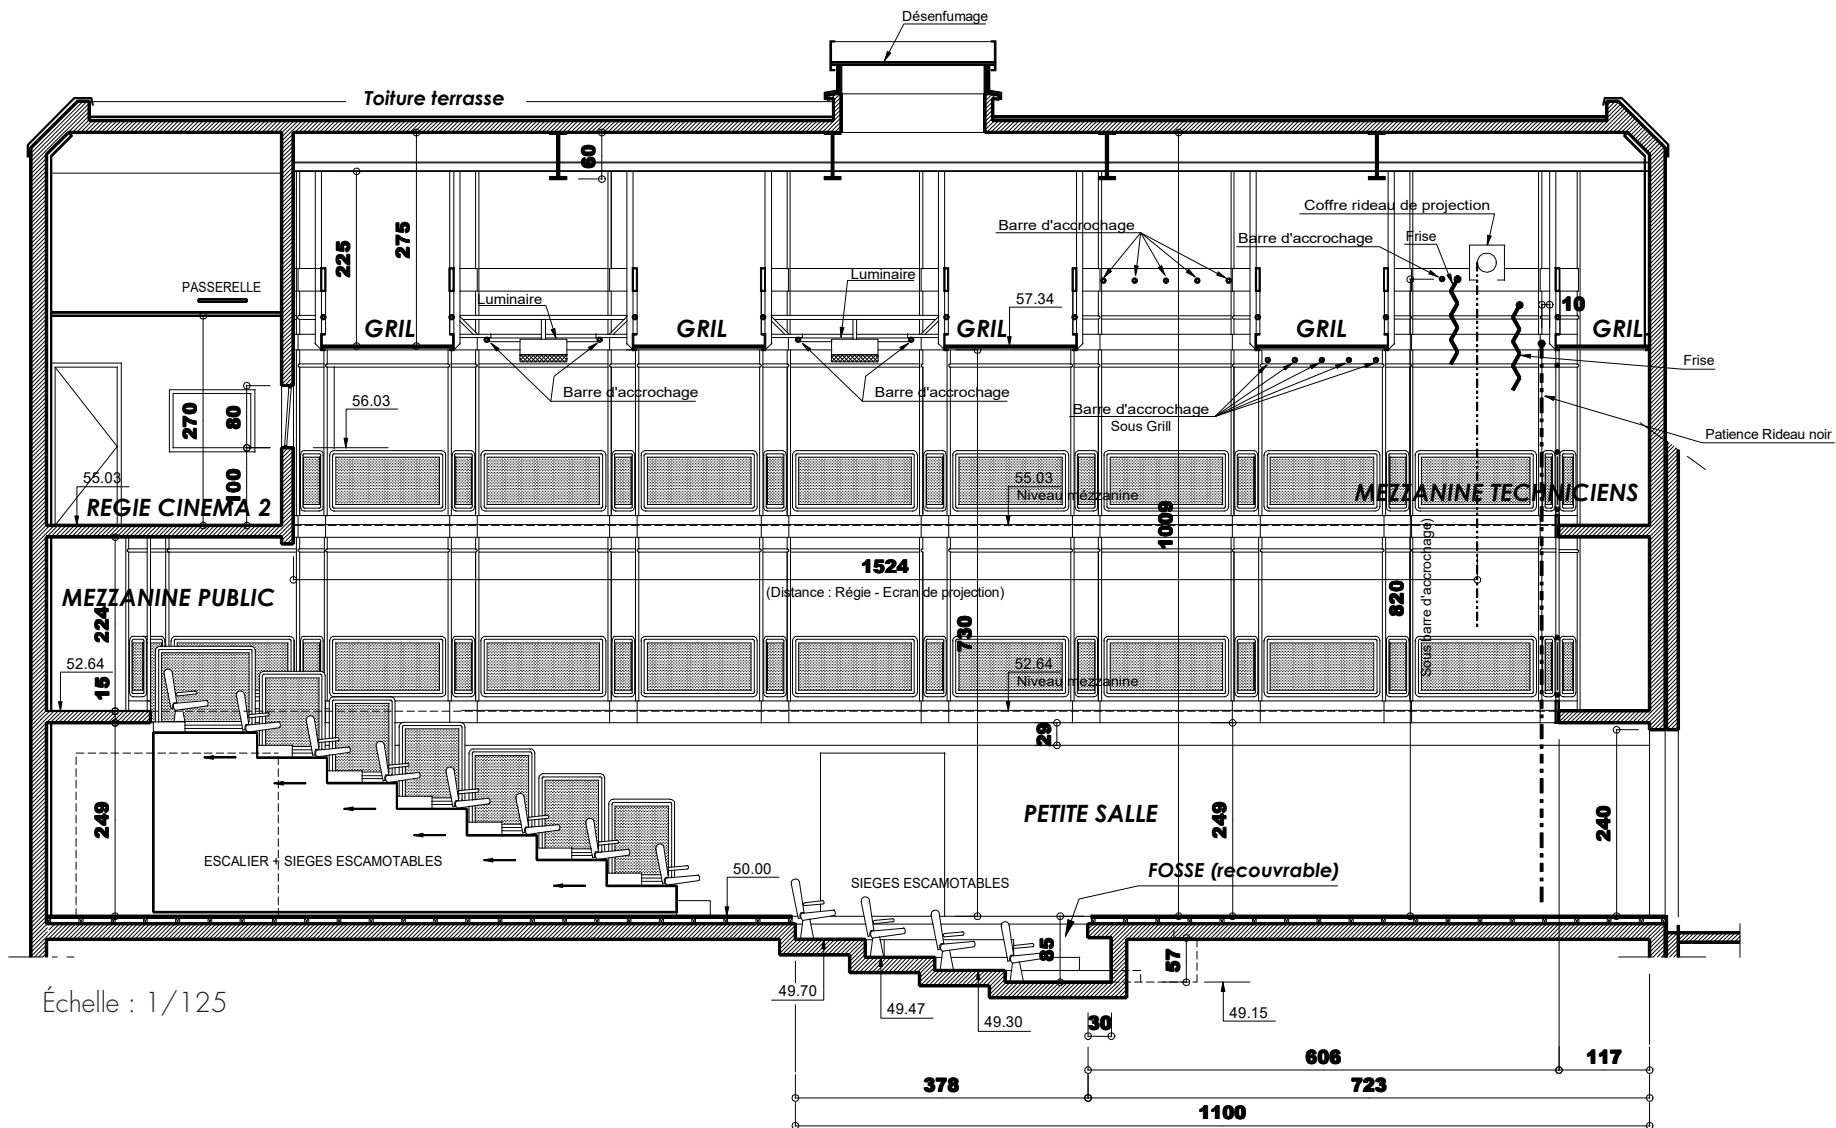 Désenfumage
Toiture terrasse
60
225
275
Coffre rideau de projection
Barre d'accrochage
Barre d'accrochage
Frise
PASSERELLE
Luminaire
Luminaire
57.34
10
GRIL
GRIL
GRIL
GRIL
GRIL
Frise
Barre d'accrochage
Barre d'accrochage
Barre d'accrochage
Sous Grill
56.03
270
80
Patience Rideau noir
100
55.03
REGIE CINEMA 2
55.03
Niveau mézzanine
MEZZANINE TECHNICIENS
1009
1524
(Distance : Régie - Ecran de projection)
MEZZANINE PUBLIC
224
730
820
Sous barre d'accrochage)
52.64
15
52.64
Niveau mezzanine
29
249
PETITE SALLE
249
240
ESCALIER + SIEGES ESCAMOTABLES
50.00
SIEGES ESCAMOTABLES
FOSSE (recouvrable)
85
57
49.70
49.47
49.30
49.15
Échelle : 1/125
30
606
117
378
723
1100